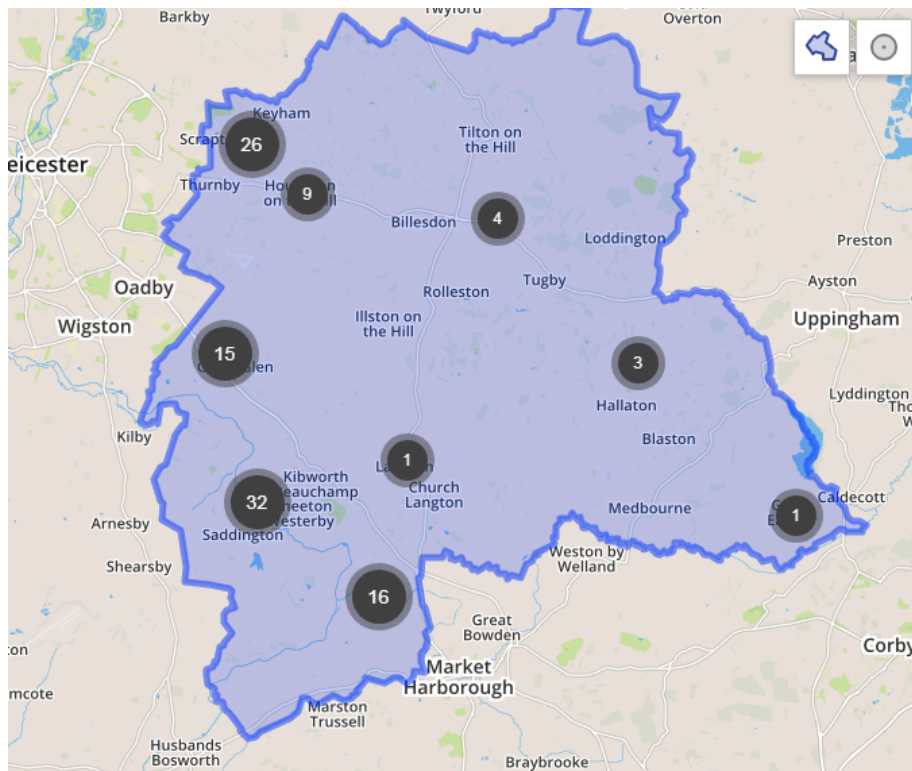 Barkby
Twyford
Overton
Keyham
26
Tilton on
the Hill
eicester
Thurnby
9
Billesdon
4
Loddington
Preston
Oadby
Rolleston
Tugby
Ayston
Wigston
Illston on
the Hill
Uppingham
15
3
Hallaton
Lyddington
Kilby
Blaston
1
Kibworth
Church
Langton
32
Saddington
Medbourne
Caldecott
1
Arnesby
Shearsby
Weston by
Welland
16
Great
Bowden
Corby
Market
Harborough
Marston
Trussell
Husbands
Bosworth
Braybrooke